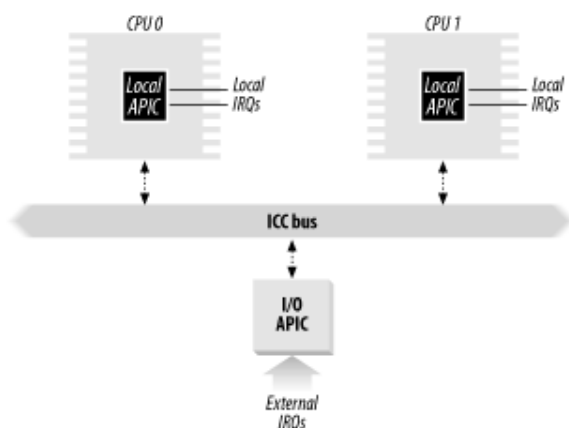 CPU 0
CPU 1
Local
APIC
Local
IRQs
Local
APIC
Local
IRQs
ICC bus
I/O
APIC
External
IRQs